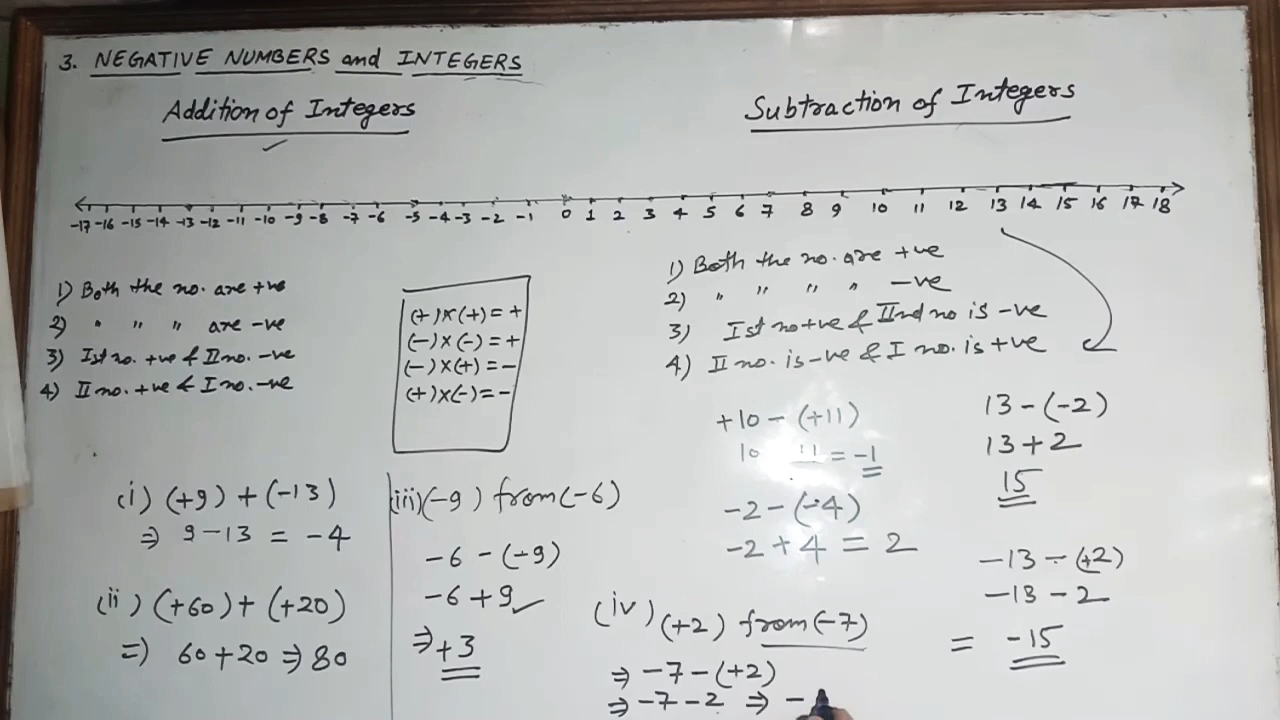 3. NEGATIVE NUMBERS and INTEGERS
Addition of Integers
Subtraction of Integers
-17 -16 -15 -14 -13 -12 -11 -10 -9 -8 -7 -6 -5 -4 -3 -2 -1 0 1 2 3 4 5 6 7 8 9 10 11 12 13 14 15 16 17 18
1) Both the no. are +ve
2) " " " are -ve
3) Ist no. +ve & II no. -ve
4) II no. +ve & I no. -ve
(+)×(+)=+
(-)×(-)=+
(-)×(+)=-
(+)×(-)=-
1) Both the no. are +ve
2) " " " " -ve
3) Ist no +ve & IInd no is -ve
4) II no. is -ve & I no. is +ve
+10 - (+11)
10 11 = -1
-2 - (-4)
-2 + 4 = 2
13 - (-2)
13 + 2
15
-13 - (+2)
-13 - 2
= -15
(i) (+9) + (-13)
⇒ 9 - 13 = -4
(ii) (+60) + (+20)
=) 60 + 20 ⇒ 80
(iii) (-9) from (-6)
-6 - (-9)
-6 + 9 ✓
⇒ +3
(iv) (+2) from (-7)
⇒ -7 - (+2)
⇒ -7 - 2 ⇒ -